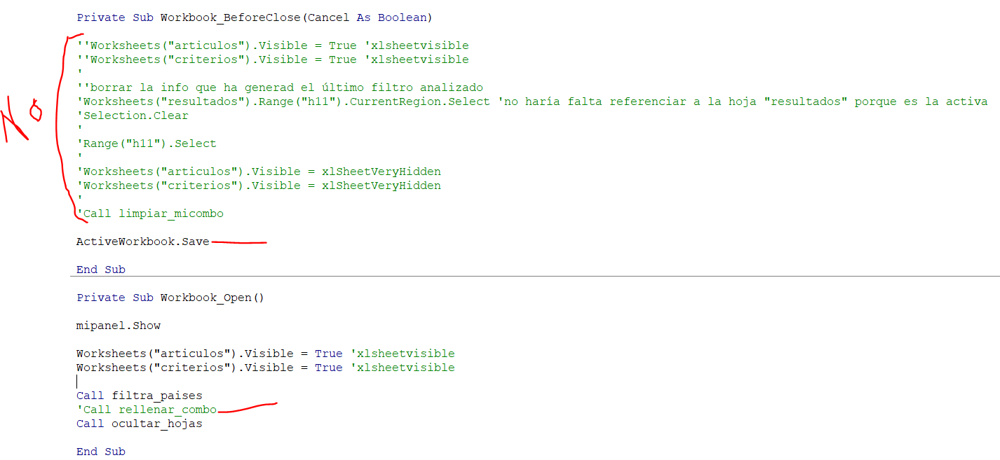 Private Sub Workbook_BeforeClose(Cancel As Boolean)
''Worksheets("articulos").Visible = True 'xlsheetvisible
''Worksheets("criterios").Visible = True 'xlsheetvisible
'
''borrar la info que ha generad el último filtro analizado
'Worksheets("resultados").Range("h11").CurrentRegion.Select 'no haría falta referenciar a la hoja "resultados" porque es la activa
'Selection.Clear
'
No
'Range("h11").Select
'
'Worksheets("articulos").Visible = xlSheetVeryHidden
'Worksheets("criterios").Visible = xlSheetVeryHidden
'
'Call limpiar_micombo
ActiveWorkbook.Save
End Sub
Private Sub Workbook_Open()
mipanel.Show
Worksheets("articulos").Visible = True 'xlsheetvisible
Worksheets("criterios").Visible = True 'xlsheetvisible
Call filtra_paises
'Call rellenar_combo
Call ocultar_hojas
End Sub